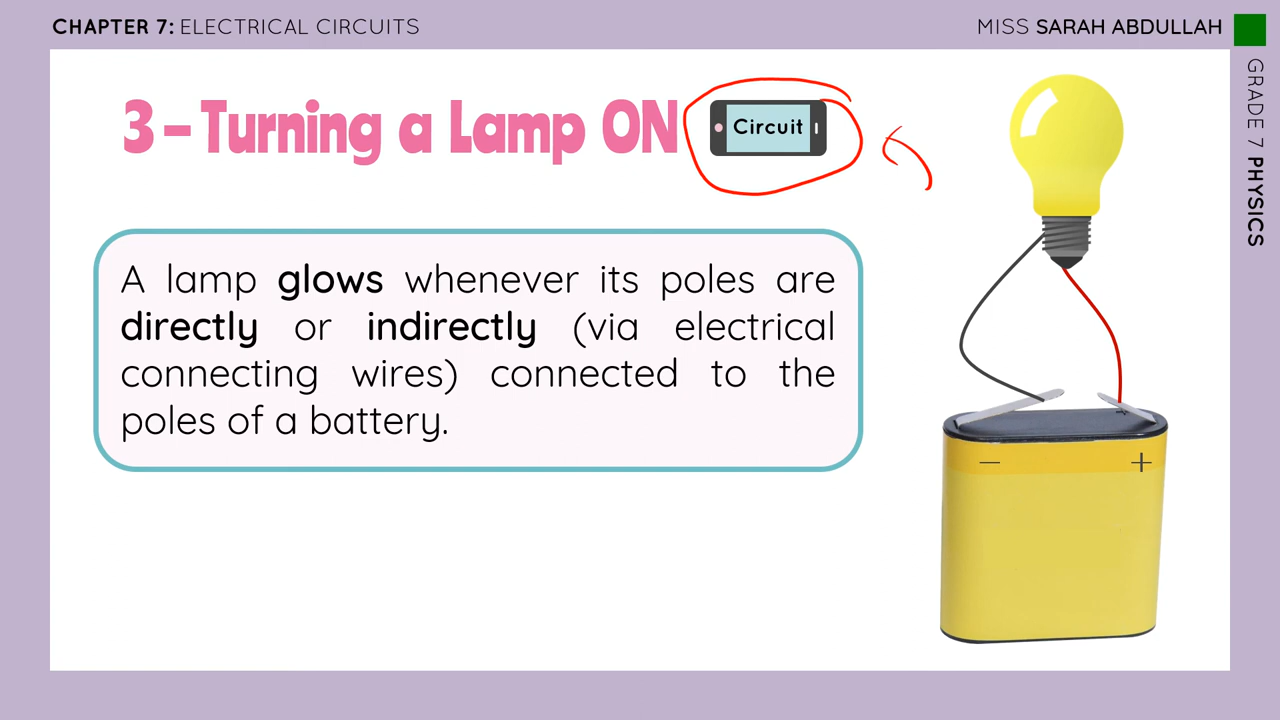 CHAPTER 7: ELECTRICAL CIRCUITS
MISS SARAH ABDULLAH
GRADE 7 PHYSICS
3 – Turning a Lamp ON
Circuit
A lamp glows whenever its poles are
directly or indirectly (via electrical
connecting wires) connected to the
poles of a battery.
+
− +